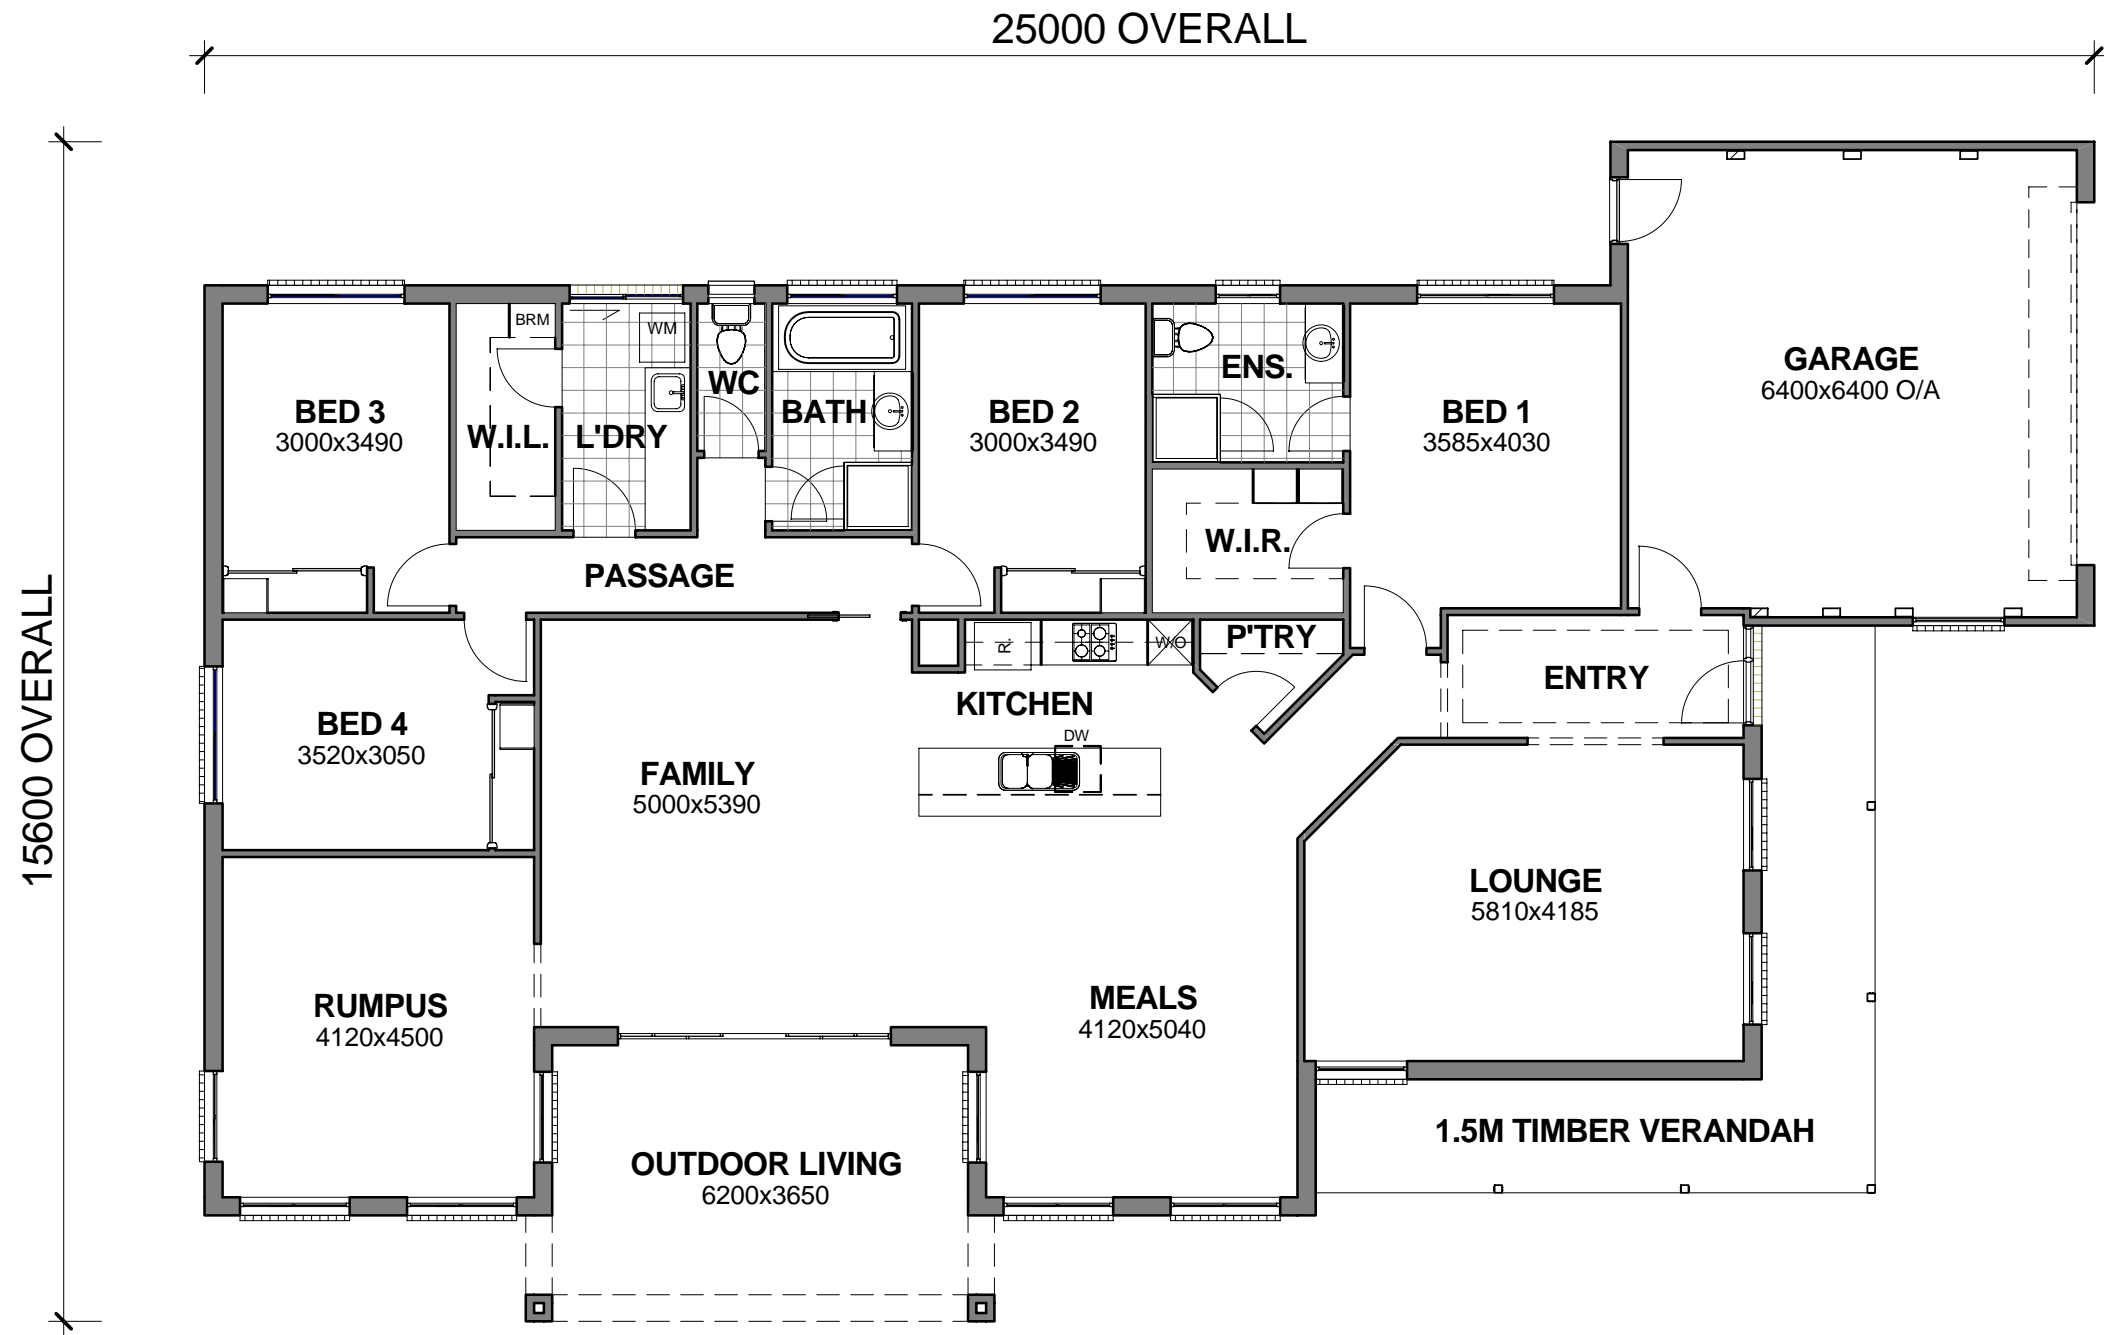 25000 OVERALL
15600 OVERALL
BED 3
3000x3490
BRM
W.I.L.
L'DRY
WM
WC
BATH
BED 2
3000x3490
ENS.
W.I.R.
BED 1
3585x4030
GARAGE
6400x6400 O/A
PASSAGE
BED 4
3520x3050
FAMILY
5000x5390
R.
W/O
P'TRY
KITCHEN
DW
ENTRY
LOUNGE
5810x4185
RUMPUS
4120x4500
MEALS
4120x5040
OUTDOOR LIVING
6200x3650
1.5M TIMBER VERANDAH